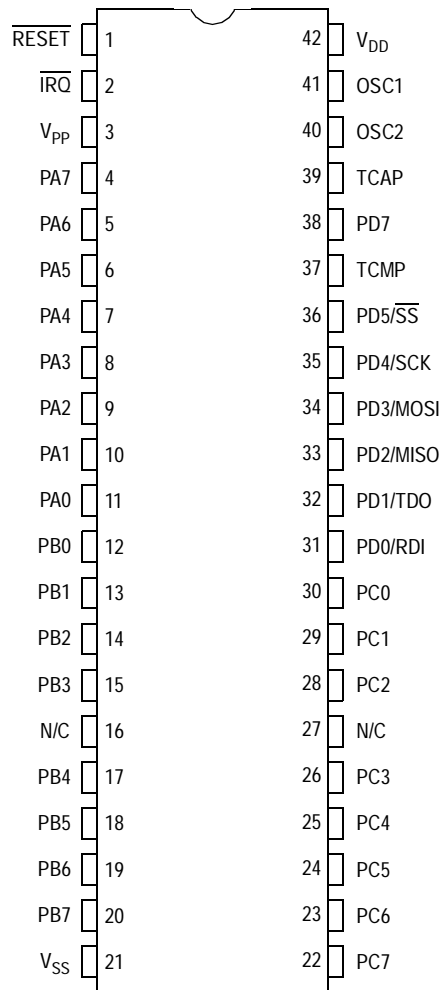 RESET 1 42 VDD
IRQ 2 41 OSC1
VPP 3 40 OSC2
PA7 4 39 TCAP
PA6 5 38 PD7
PA5 6 37 TCMP
PA4 7 36 PD5/SS
PA3 8 35 PD4/SCK
PA2 9 34 PD3/MOSI
PA1 10 33 PD2/MISO
PA0 11 32 PD1/TDO
PB0 12 31 PD0/RDI
PB1 13 30 PC0
PB2 14 29 PC1
PB3 15 28 PC2
N/C 16 27 N/C
PB4 17 26 PC3
PB5 18 25 PC4
PB6 19 24 PC5
PB7 20 23 PC6
VSS 21 22 PC7